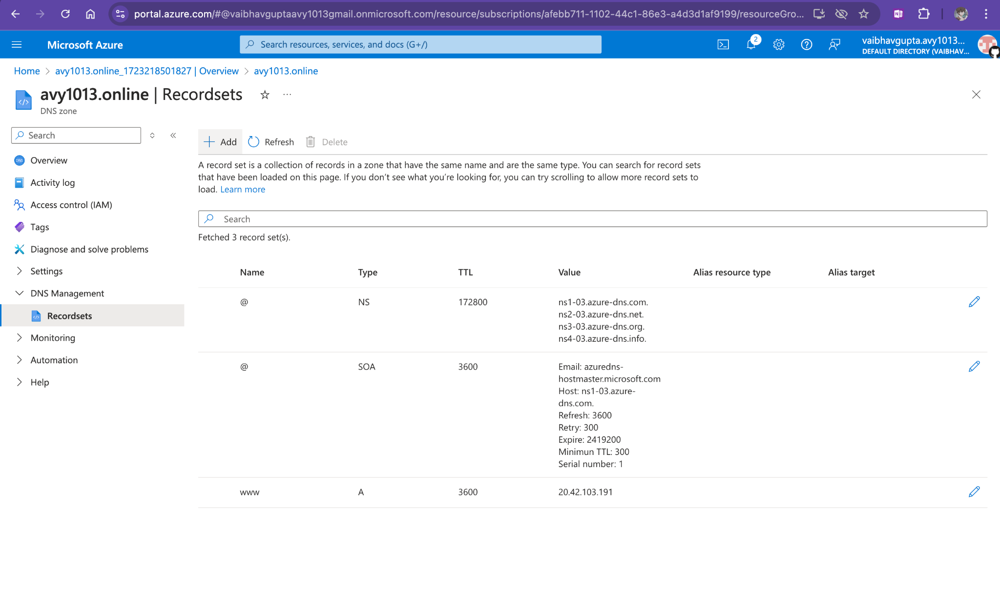 portal.azure.com/#@vaibhavguptaavy1013gmail.onmicrosoft.com/resource/subscriptions/afebb711-1102-44c1-86e3-a4d3d1af9199/resourceGro...
Microsoft Azure
Search resources, services, and docs (G+/)
2
vaibhavgupta.avy1013...
DEFAULT DIRECTORY (VAIBHAV...
Home > avy1013.online_1723218501827 | Overview > avy1013.online
avy1013.online | Recordsets
DNS zone
Search
Overview
Activity log
Access control (IAM)
Tags
Diagnose and solve problems
Settings
DNS Management
Recordsets
Monitoring
Automation
Help
Add Refresh Delete
A record set is a collection of records in a zone that have the same name and are the same type. You can search for record sets
that have been loaded on this page. If you don’t see what you’re looking for, you can try scrolling to allow more record sets to
load. Learn more
Search
Fetched 3 record set(s).
Name Type TTL Value Alias resource type Alias target
@ NS 172800 ns1-03.azure-dns.com.
ns2-03.azure-dns.net.
ns3-03.azure-dns.org.
ns4-03.azure-dns.info.
@ SOA 3600 Email: azuredns-
hostmaster.microsoft.com
Host: ns1-03.azure-
dns.com.
Refresh: 3600
Retry: 300
Expire: 2419200
Minimun TTL: 300
Serial number: 1
www A 3600 20.42.103.191